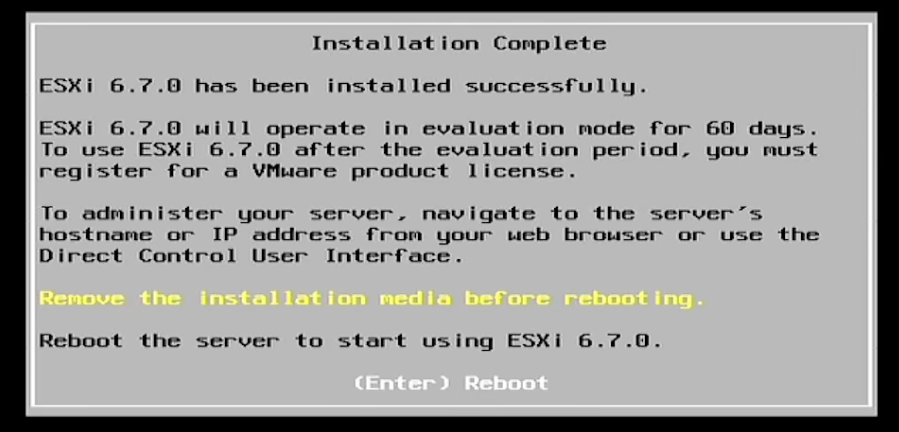 Installation Complete
ESXi 6.7.0 has been installed successfully.
ESXi 6.7.0 will operate in evaluation mode for 60 days.
To use ESXi 6.7.0 after the evaluation period, you must
register for a VMware product license.
To administer your server, navigate to the server's
hostname or IP address from your web browser or use the
Direct Control User Interface.
Remove the installation media before rebooting.
Reboot the server to start using ESXi 6.7.0.
(Enter) Reboot